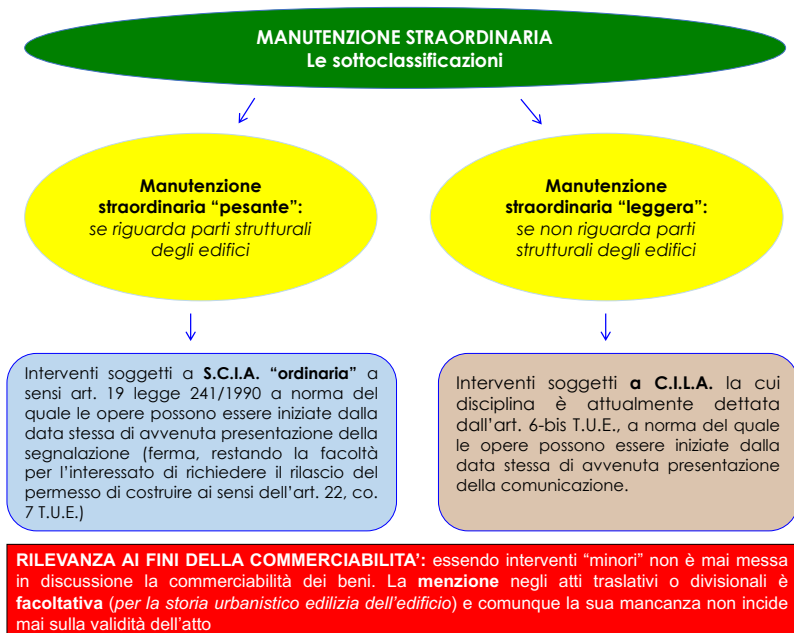 MANUTENZIONE STRAORDINARIA
Le sottoclassificazioni
Manutenzione
straordinaria “pesante”:
se riguarda parti strutturali
degli edifici
Manutenzione
straordinaria “leggera”:
se non riguarda parti
strutturali degli edifici
Interventi soggetti a S.C.I.A. “ordinaria” a
sensi art. 19 legge 241/1990 a norma del
quale le opere possono essere iniziate dalla
data stessa di avvenuta presentazione della
segnalazione (ferma, restando la facoltà
per l’interessato di richiedere il rilascio del
permesso di costruire ai sensi dell’art. 22, co.
7 T.U.E.)
Interventi soggetti a C.I.L.A. la cui
disciplina è attualmente dettata
dall’art. 6-bis T.U.E., a norma del quale
le opere possono essere iniziate dalla
data stessa di avvenuta presentazione
della comunicazione.
RILEVANZA AI FINI DELLA COMMERCIABILITA’: essendo interventi “minori” non è mai messa
in discussione la commerciabilità dei beni. La menzione negli atti traslativi o divisionali è
facoltativa (per la storia urbanistico edilizia dell’edificio) e comunque la sua mancanza non incide
mai sulla validità dell’atto